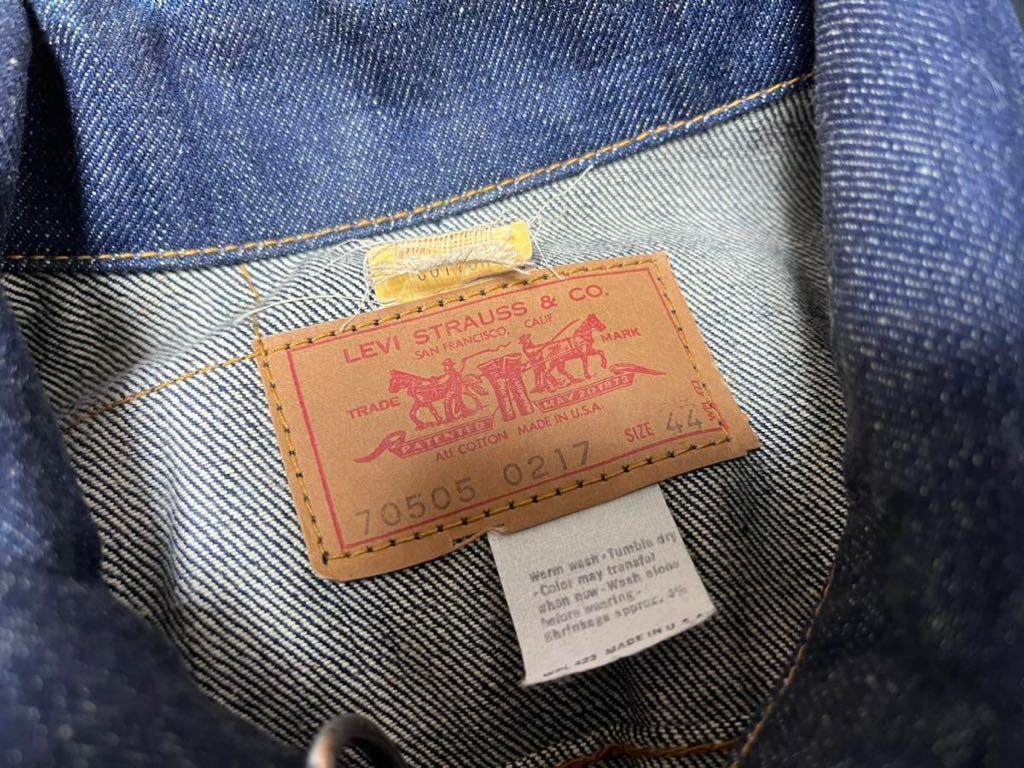 LEVI STRAUSS & CO.
SAN FRANCISCO, CALIF.
TRADE MARK
PATENTED MAY 20 1873
ALL COTTON MADE IN U.S.A.
70505 0217 SIZE 44
Warm wash • Tumble dry
-Color may transfer
when new - Wash alone
before wearing -
Shrinkage approx. 3%
WPL 423 MADE IN U.S.A.